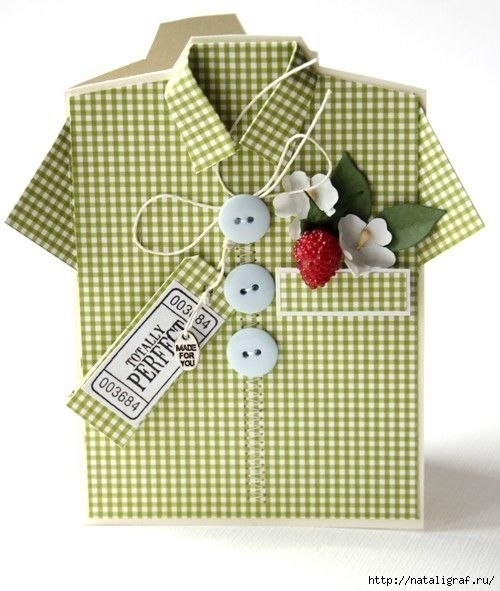 003684
TOTALLY
PERFECT
MADE
FOR
YOU
003684
http://nataligraf.ru/